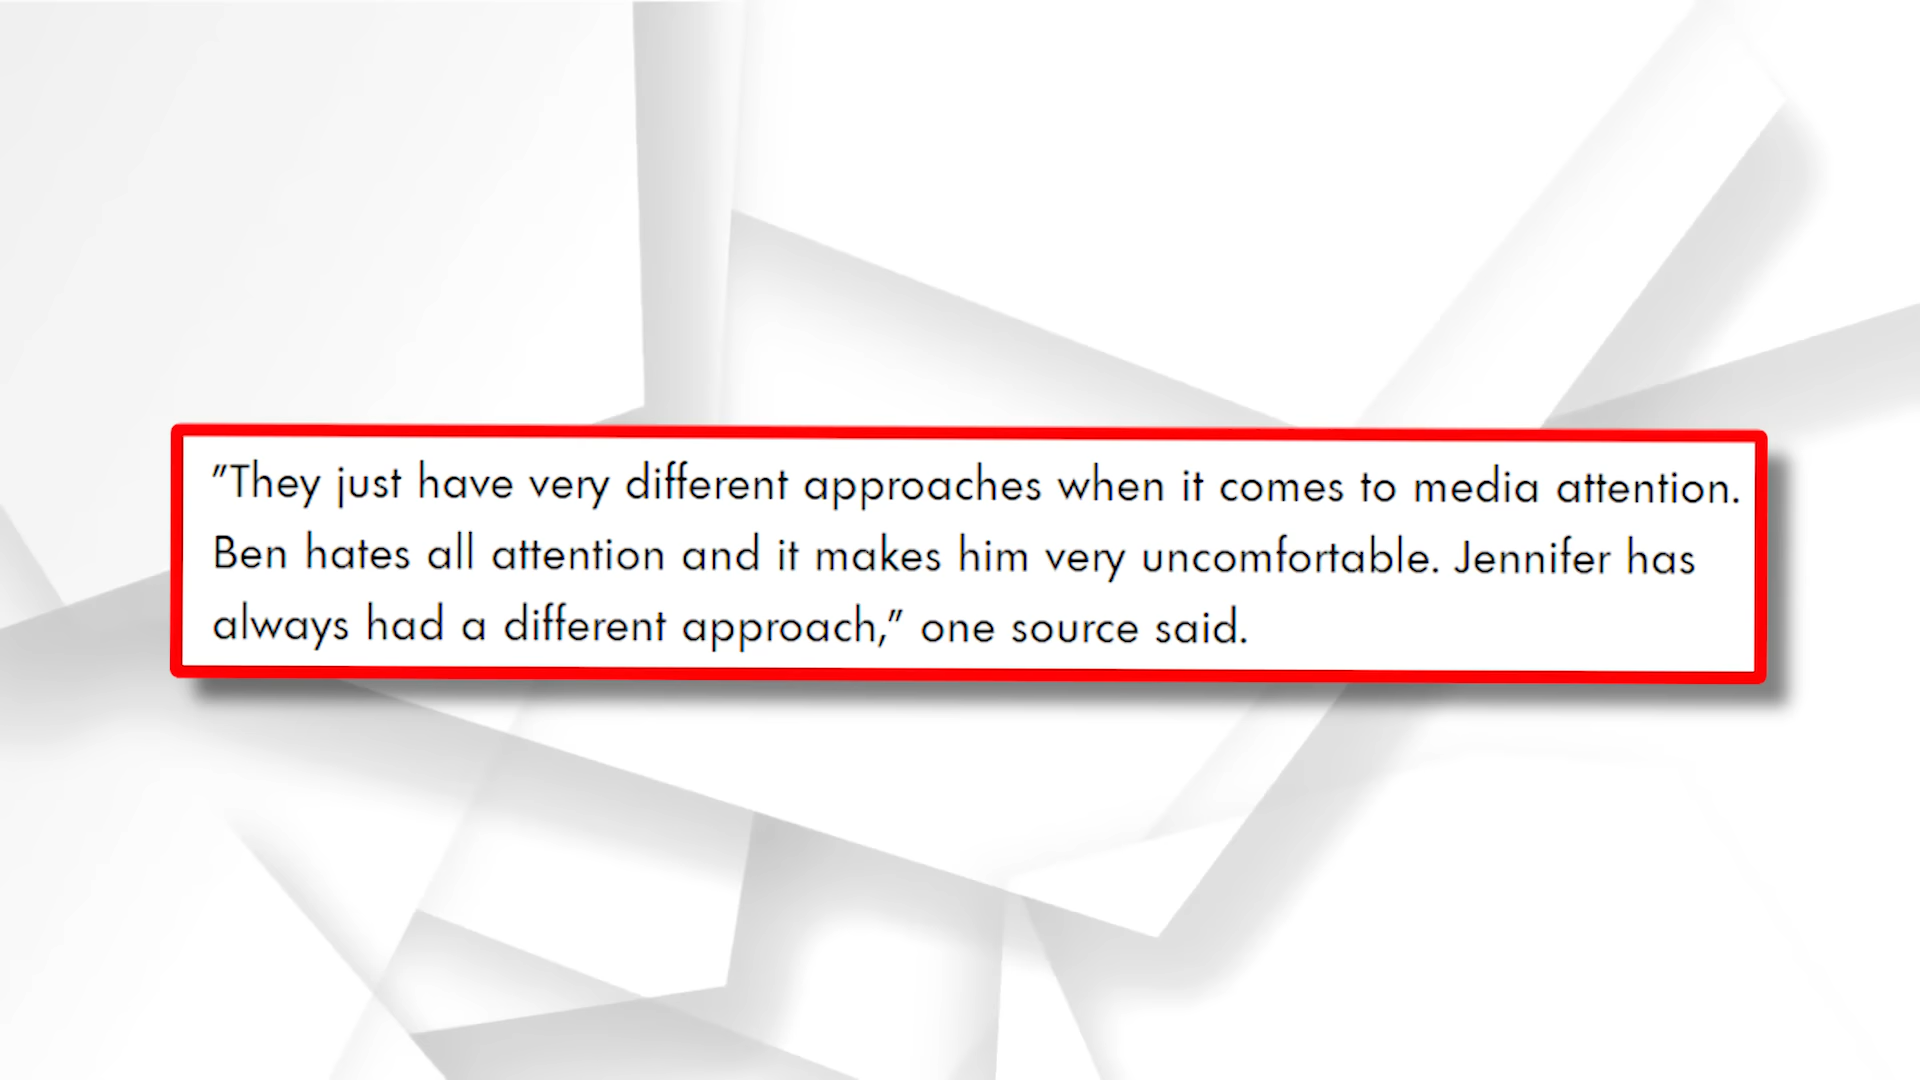 "They just have very different approaches when it comes to media attention.
Ben hates all attention and it makes him very uncomfortable. Jennifer has
always had a different approach," one source said.